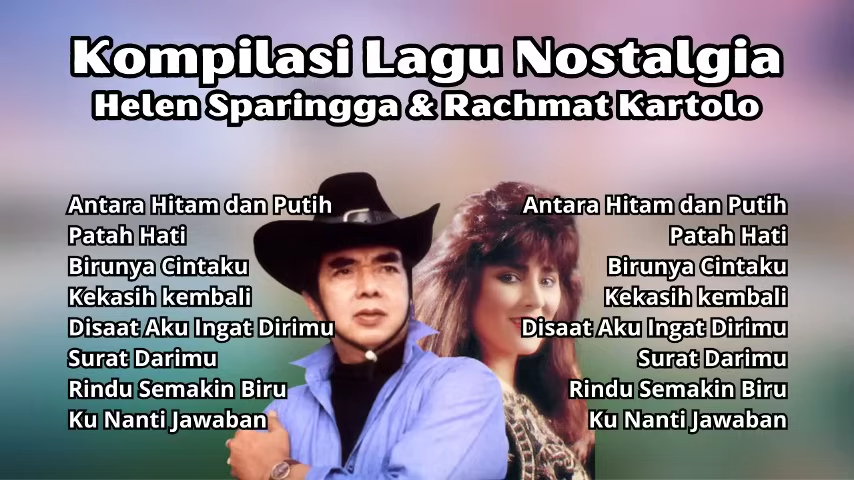 Kompilasi Lagu Nostalgia
Helen Sparingga & Rachmat Kartolo
Antara Hitam dan Putih
Patah Hati
Birunya Cintaku
Kekasih kembali
Disaat Aku Ingat Dirimu
Surat Darimu
Rindu Semakin Biru
Ku Nanti Jawaban
Antara Hitam dan Putih
Patah Hati
Birunya Cintaku
Kekasih kembali
Disaat Aku Ingat Dirimu
Surat Darimu
Rindu Semakin Biru
Ku Nanti Jawaban